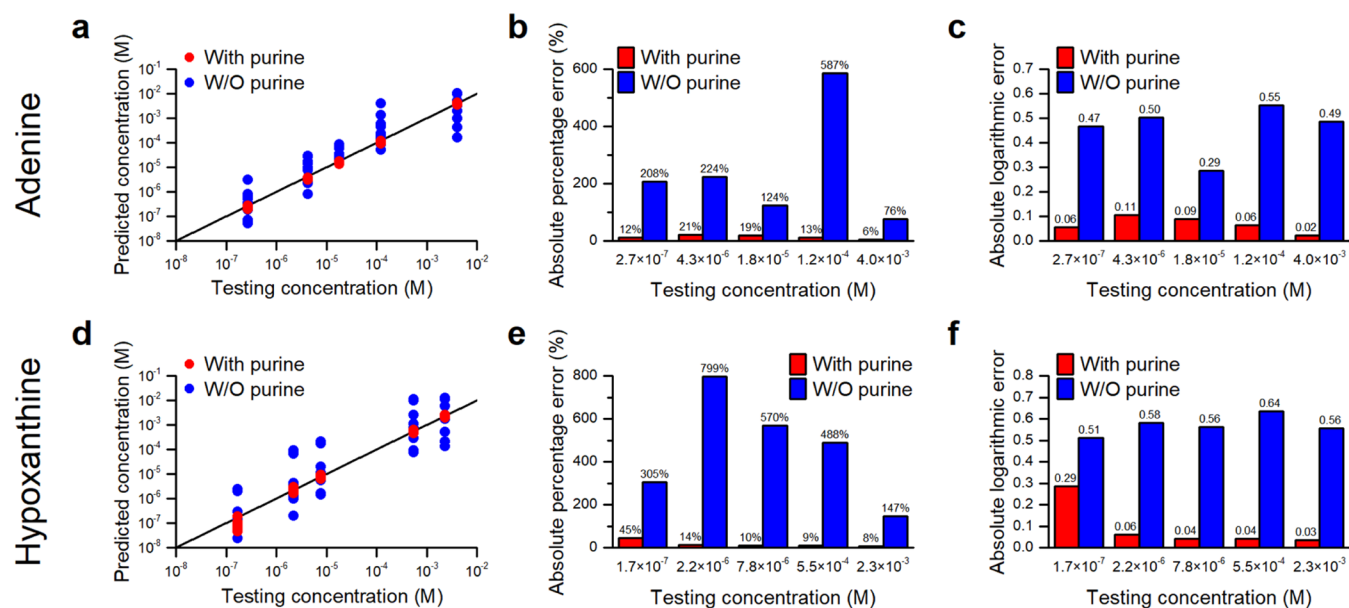 Adenine
a
Predicted concentration (M)
With purine
W/O purine
10⁻¹
10⁻²
10⁻³
10⁻⁴
10⁻⁵
10⁻⁶
10⁻⁷
10⁻⁸
10⁻⁸ 10⁻⁷ 10⁻⁶ 10⁻⁵ 10⁻⁴ 10⁻³ 10⁻²
Testing concentration (M)
b
Absolute percentage error (%)
With purine
W/O purine
600
400
200
0
12% 208% 21% 224% 19% 124% 13% 587% 6% 76%
2.7×10⁻⁷ 4.3×10⁻⁶ 1.8×10⁻⁵ 1.2×10⁻⁴ 4.0×10⁻³
Testing concentration (M)
c
Absolute logarithmic error
With purine
W/O purine
0.7
0.6
0.5
0.4
0.3
0.2
0.1
0.0
0.06 0.47 0.11 0.50 0.09 0.29 0.06 0.55 0.02 0.49
2.7×10⁻⁷ 4.3×10⁻⁶ 1.8×10⁻⁵ 1.2×10⁻⁴ 4.0×10⁻³
Testing concentration (M)
Hypoxanthine
d
Predicted concentration (M)
With purine
W/O purine
10⁻¹
10⁻²
10⁻³
10⁻⁴
10⁻⁵
10⁻⁶
10⁻⁷
10⁻⁸
10⁻⁸ 10⁻⁷ 10⁻⁶ 10⁻⁵ 10⁻⁴ 10⁻³ 10⁻²
Testing concentration (M)
e
Absolute percentage error (%)
With purine
W/O purine
800
600
400
200
0
45% 305% 14% 799% 10% 570% 9% 488% 8% 147%
1.7×10⁻⁷ 2.2×10⁻⁶ 7.8×10⁻⁶ 5.5×10⁻⁴ 2.3×10⁻³
Testing concentration (M)
f
Absolute logarithmic error
With purine
W/O purine
0.8
0.7
0.6
0.5
0.4
0.3
0.2
0.1
0.0
0.29 0.51 0.06 0.58 0.04 0.56 0.04 0.64 0.03 0.56
1.7×10⁻⁷ 2.2×10⁻⁶ 7.8×10⁻⁶ 5.5×10⁻⁴ 2.3×10⁻³
Testing concentration (M)